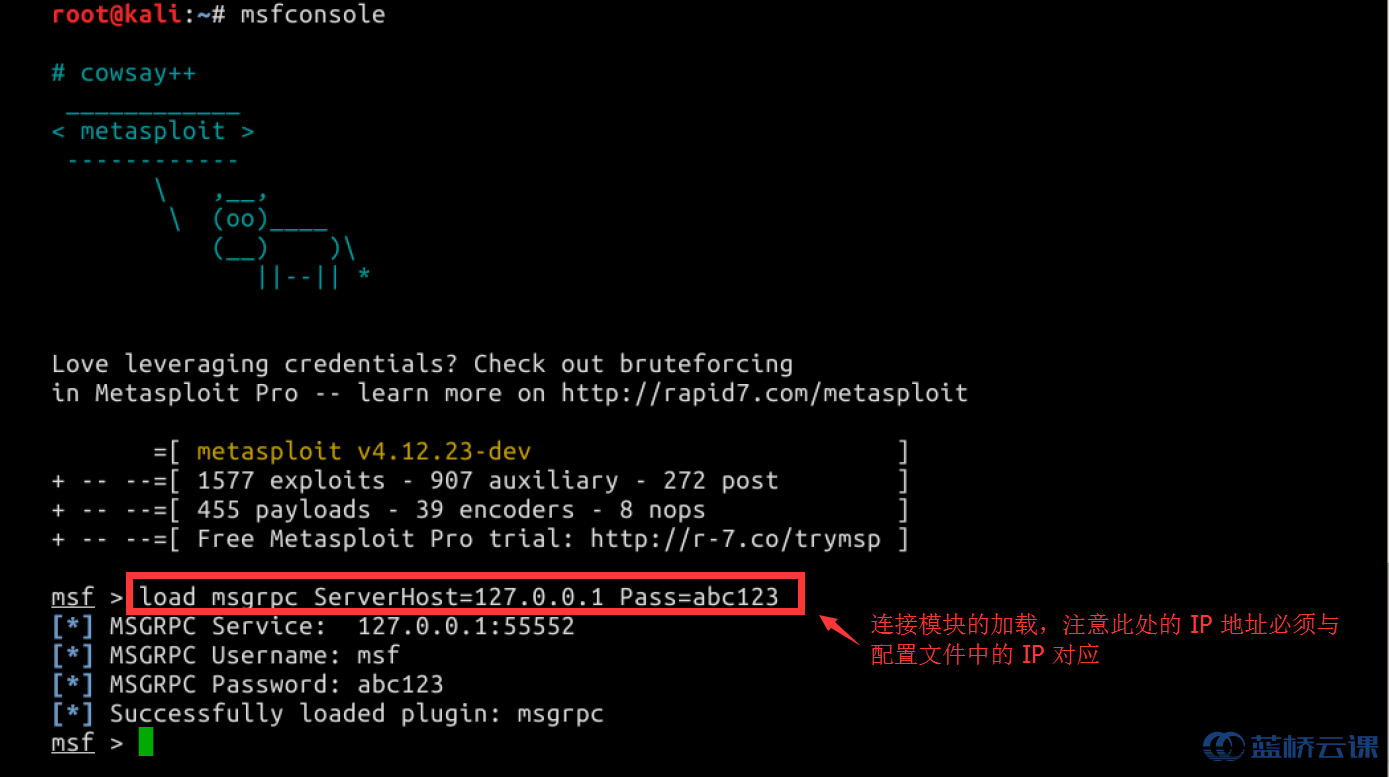 root@kali:~# msfconsole
# cowsay++
 ____________
< metasploit >
 ------------
       \   ,__,
        \  (oo)____
           (__)    )\
              ||--|| *
Love leveraging credentials? Check out bruteforcing
in Metasploit Pro -- learn more on http://rapid7.com/metasploit
       =[ metasploit v4.12.23-dev                         ]
+ -- --=[ 1577 exploits - 907 auxiliary - 272 post        ]
+ -- --=[ 455 payloads - 39 encoders - 8 nops             ]
+ -- --=[ Free Metasploit Pro trial: http://r-7.co/trymsp ]
msf > load msgrpc ServerHost=127.0.0.1 Pass=abc123
[*] MSGRPC Service:  127.0.0.1:55552
[*] MSGRPC Username: msf
[*] MSGRPC Password: abc123
[*] Successfully loaded plugin: msgrpc
msf >
连接模块的加载，注意此处的 IP 地址必须与
配置文件中的 IP 对应
蓝桥云课